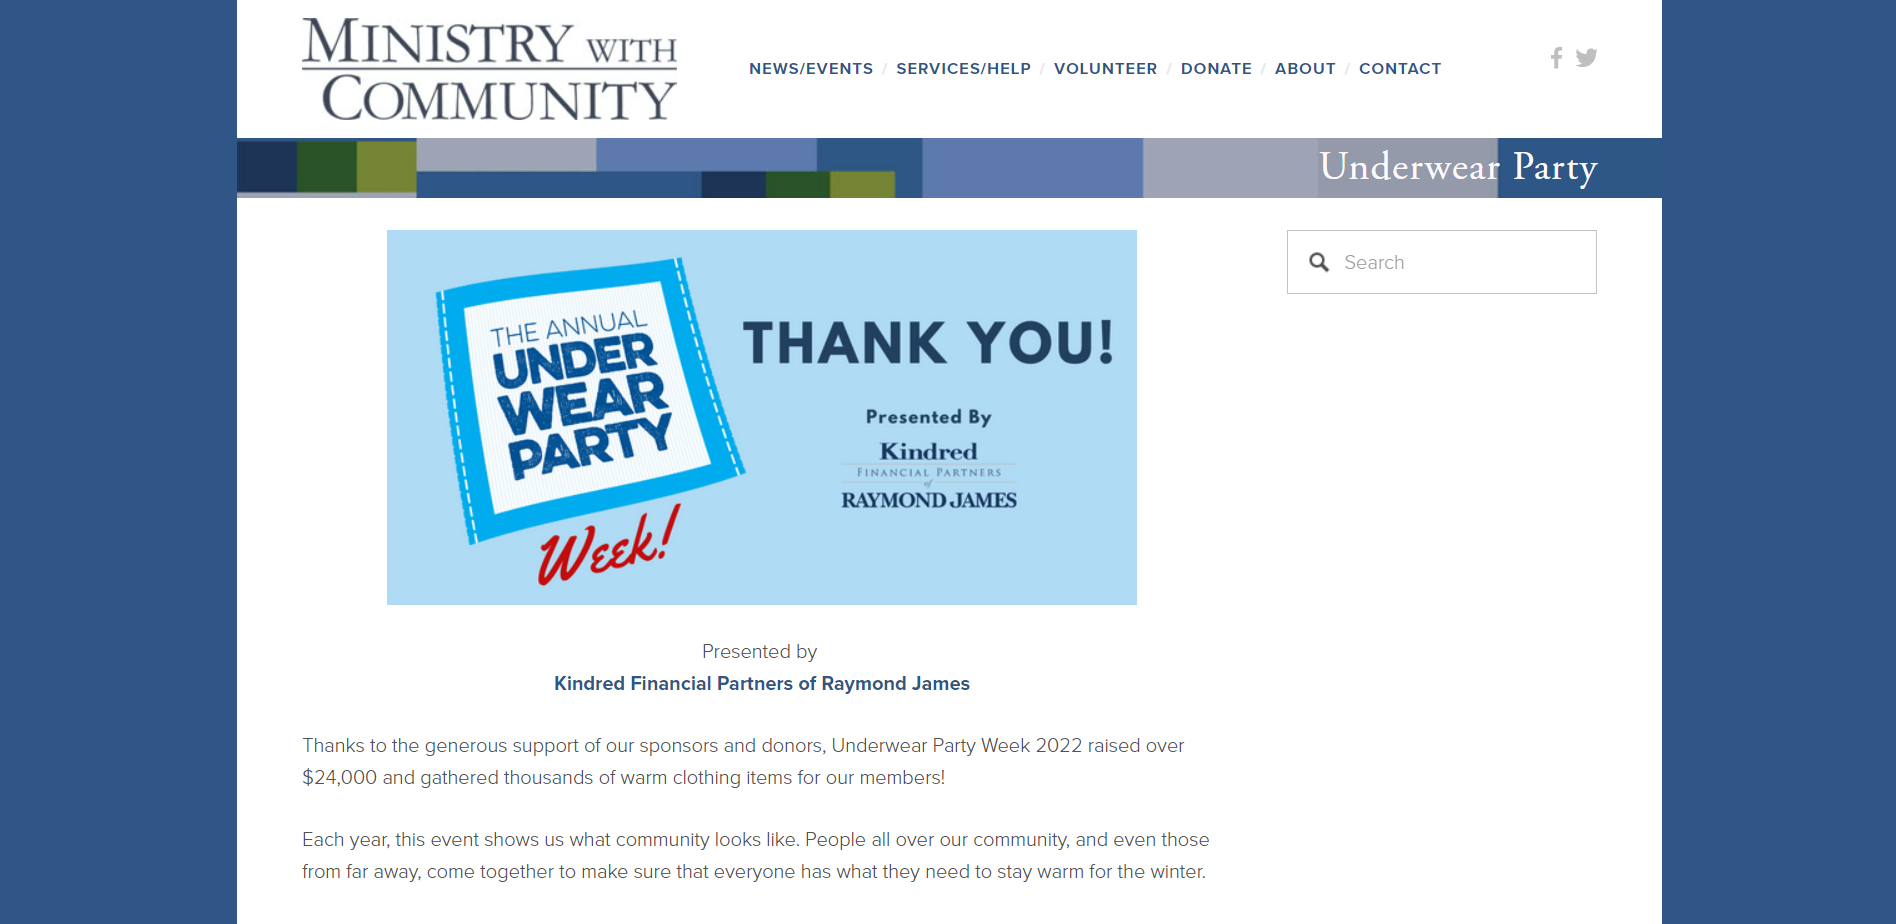 MINISTRY WITH
COMMUNITY
NEWS/EVENTS / SERVICES/HELP / VOLUNTEER / DONATE / ABOUT / CONTACT
Underwear Party
Search
THE ANNUAL
UNDER
WEAR
PARTY
Week!
THANK YOU!
Presented By
Kindred
FINANCIAL PARTNERS
of
RAYMOND JAMES
Presented by
Kindred Financial Partners of Raymond James
Thanks to the generous support of our sponsors and donors, Underwear Party Week 2022 raised over
$24,000 and gathered thousands of warm clothing items for our members!
Each year, this event shows us what community looks like. People all over our community, and even those
from far away, come together to make sure that everyone has what they need to stay warm for the winter.